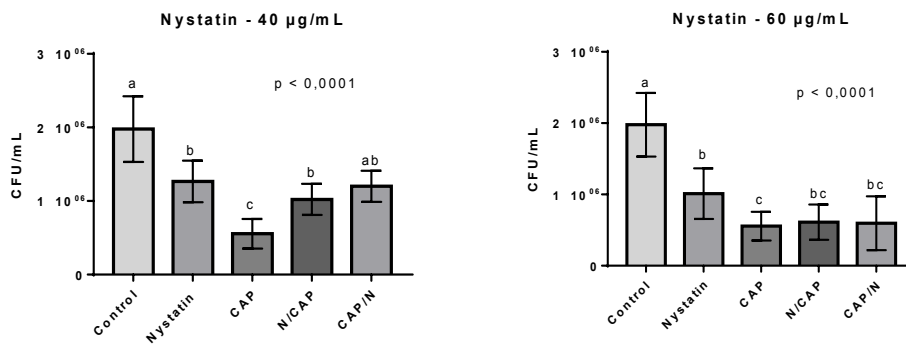 Nystatin - 40 µg/mL
3 10⁰⁶
2 10⁰⁶
1 10⁰⁶
0
CFU/mL
a
b
c
b
ab
p < 0,0001
Control
Nystatin
CAP
N/CAP
CAP/N
Nystatin - 60 µg/mL
3 10⁰⁶
2 10⁰⁶
1 10⁰⁶
0
CFU/mL
a
b
c
bc
bc
p < 0,0001
Control
Nystatin
CAP
N/CAP
CAP/N